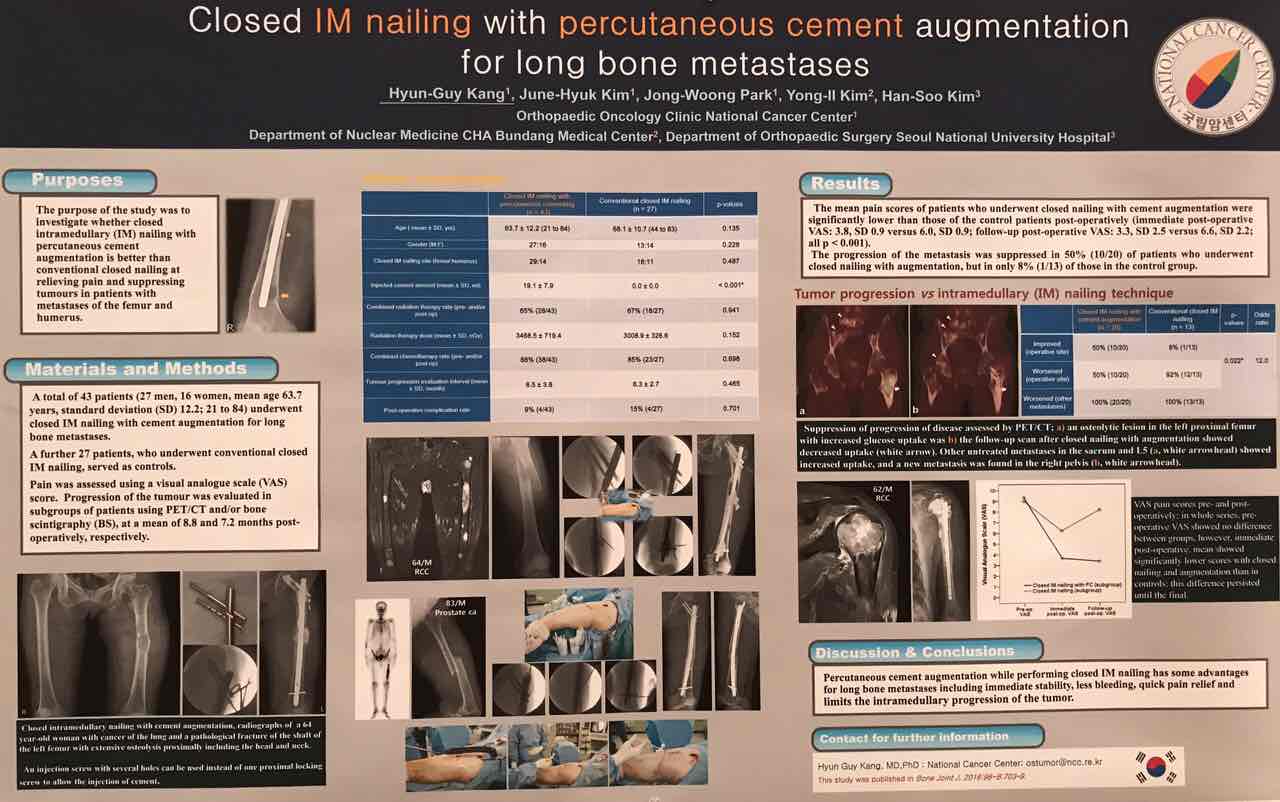 Closed IM nailing with percutaneous cement augmentation
for long bone metastases
Hyun-Guy Kang¹, June-Hyuk Kim¹, Jong-Woong Park¹, Yong-Il Kim², Han-Soo Kim³
Orthopaedic Oncology Clinic National Cancer Center¹
Department of Nuclear Medicine CHA Bundang Medical Center², Department of Orthopaedic Surgery Seoul National University Hospital³
NATIONAL CANCER CENTER
국립암센터
Purposes
The purpose of the study was to
investigate whether closed
intramedullary (IM) nailing with
percutaneous cement
augmentation is better than
conventional closed nailing at
relieving pain and suppressing
tumours in patients with
metastases of the femur and
humerus.
R
Materials and Methods
A total of 43 patients (27 men, 16 women, mean age 63.7
years, standard deviation (SD) 12.2; 21 to 84) underwent
closed IM nailing with cement augmentation for long
bone metastases.
A further 27 patients, who underwent conventional closed
IM nailing, served as controls.
Pain was assessed using a visual analogue scale (VAS)
score. Progression of the tumour was evaluated in
subgroups of patients using PET/CT and/or bone
scintigraphy (BS), at a mean of 8.8 and 7.2 months post-
operatively, respectively.
Closed intramedullary nailing with cement augmentation, radiographs of a 64
year-old woman with cancer of the lung and a pathological fracture of the shaft of
the left femur with extensive osteolysis proximally including the head and neck.
An injection screw with several holes can be used instead of one proximal locking
screw to allow the injection of cement.
Closed IM nailing with
percutaneous cementing
(n = 43)
Conventional closed IM nailing
(n = 27)
p-values
Age (mean ± SD, yrs) 63.7 ± 12.2 (21 to 84) 68.1 ± 10.7 (44 to 83) 0.135
Gender (M:F) 27:16 13:14 0.228
Closed IM nailing site (femur:humerus) 29:14 16:11 0.487
Injected cement amount (mean ± SD, ml) 19.1 ± 7.9 0.0 ± 0.0 < 0.001*
Combined radiation therapy rate (pre- and/or
post op) 65% (28/43) 67% (18/27) 0.941
Radiation therapy dose (mean ± SD, cGy) 3468.5 ± 719.4 3008.9 ± 326.6 0.152
Combined chemotherapy rate (pre- and/or
post op) 88% (38/43) 85% (23/27) 0.698
Tumour progression evaluation interval (mean
± SD, month) 8.5 ± 3.8 6.3 ± 2.7 0.465
Post-operative complication rate 9% (4/43) 15% (4/27) 0.701
64/M
RCC
83/M
Prostate ca
Results
The mean pain scores of patients who underwent closed nailing with cement augmentation were
significantly lower than those of the control patients post-operatively (immediate post-operative
VAS: 3.8, SD 0.9 versus 6.0, SD 0.9; follow-up post-operative VAS: 3.3, SD 2.5 versus 6.6, SD 2.2;
all p < 0.001).
The progression of the metastasis was suppressed in 50% (10/20) of patients who underwent
closed nailing with augmentation, but in only 8% (1/13) of those in the control group.
Tumor progression vs intramedullary (IM) nailing technique
a
b
Closed IM nailing with
cement augmentation
(n = 20)
Conventional closed IM
nailing
(n = 13)
p-
values
Odds
ratio
Improved
(operative site) 50% (10/20) 8% (1/13)
0.022* 12.0
Worsened
(operative site) 50% (10/20) 92% (12/13)
Worsened (other
metastases) 100% (20/20) 100% (13/13)
Suppression of progression of disease assessed by PET/CT; a) an osteolytic lesion in the left proximal femur
with increased glucose uptake was b) the follow-up scan after closed nailing with augmentation showed
decreased uptake (white arrow). Other untreated metastases in the sacrum and L5 (a, white arrowhead) showed
increased uptake, and a new metastasis was found in the right pelvis (b, white arrowhead).
62/M
RCC
Visual Analogue Scale (VAS)
10
9
8
7
6
5
4
3
2
1
0
Closed IM nailing with PC (subgroup)
Closed IM nailing (subgroup)
Pre-op
VAS
Immediate
post-op. VAS
Follow-up
post-op. VAS
VAS pain scores pre- and post-
operatively: in whole series, pre-
operative VAS showed no difference
between groups, however, immediate
post-operative, mean showed
significantly lower scores with closed
nailing and augmentation than in
controls; this difference persisted
until the final.
Discussion & Conclusions
Percutaneous cement augmentation while performing closed IM nailing has some advantages
for long bone metastases including immediate stability, less bleeding, quick pain relief and
limits the intramedullary progression of the tumor.
Contact for further information
Hyun Guy Kang, MD,PhD : National Cancer Center: ostumor@ncc.re.kr
This study was published in Bone Joint J. 2016:98-B:703-9.